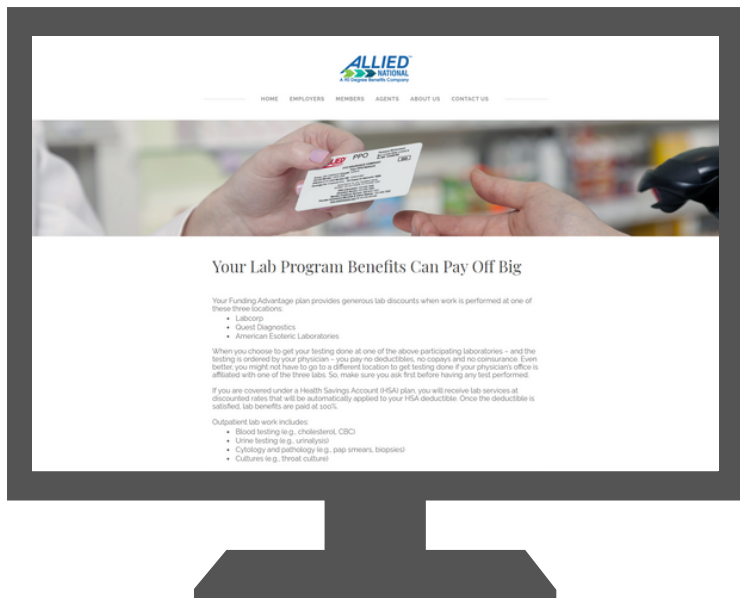 ALLIED
NATIONAL
A 90 Degree Benefits Company
HOME EMPLOYERS MEMBERS AGENTS ABOUT US CONTACT US
PPO
Your Lab Program Benefits Can Pay Off Big
Your Funding Advantage plan provides generous lab discounts when work is performed at one of
these three locations:
• Labcorp
• Quest Diagnostics
• American Esoteric Laboratories
When you choose to get your testing done at one of the above participating laboratories – and the
testing is ordered by your physician – you pay no deductibles, no copays and no coinsurance. Even
better, you might not have to go to a different location to get testing done if your physician's office is
affiliated with one of the three labs. So, make sure you ask first before having any test performed.
If you are covered under a Health Savings Account (HSA) plan, you will receive lab services at
discounted rates that will be automatically applied to your HSA deductible. Once the deductible is
satisfied, lab benefits are paid at 100%.
Outpatient lab work includes:
• Blood testing (e.g., cholesterol, CBC)
• Urine testing (e.g., urinalysis)
• Cytology and pathology (e.g., pap smears, biopsies)
• Cultures (e.g., throat culture)